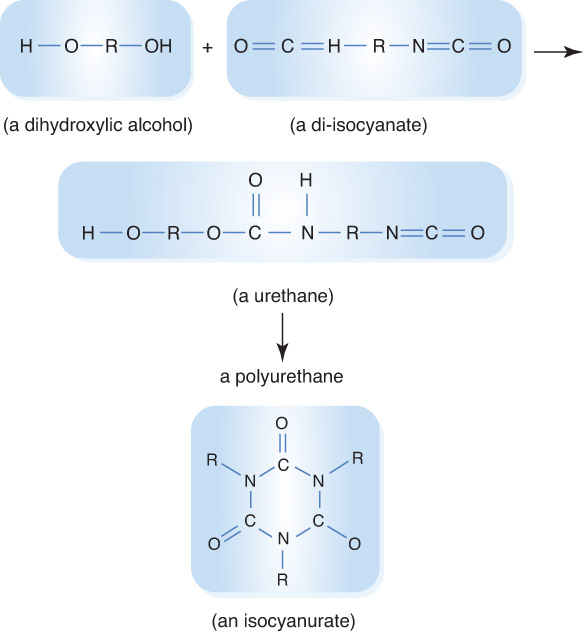 H—O—R—OH + O=C=H—R—N=C=O
(a dihydroxylic alcohol) (a di-isocyanate)
O H
H—O—R—O—C—N—R—N=C=O
(a urethane)
a polyurethane
O
R C R
N N
C C
O N O
R
(an isocyanurate)